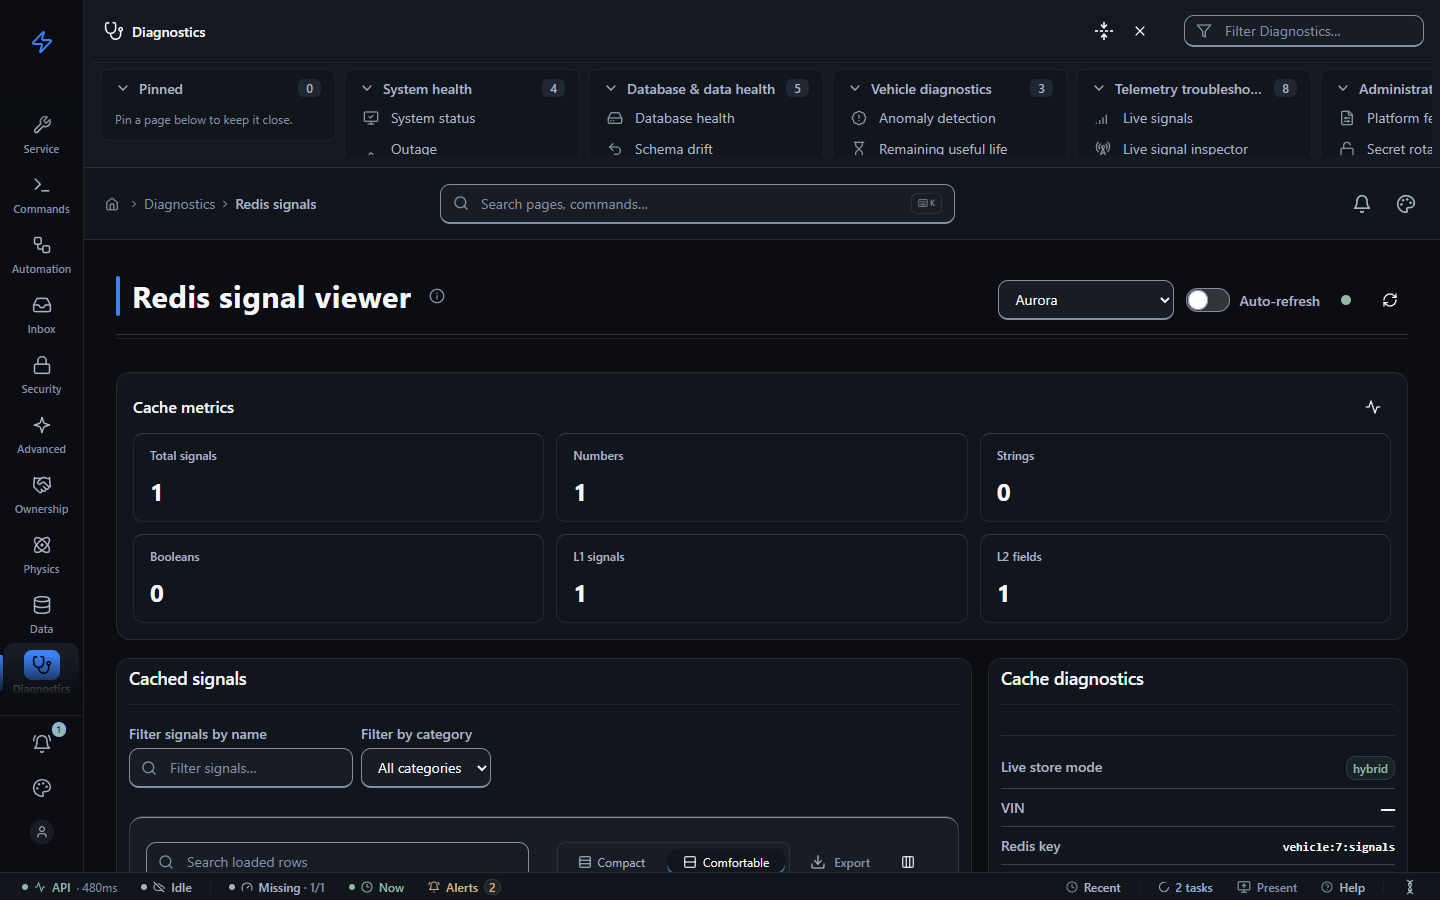 Diagnostics
Filter Diagnostics...
Pinned 0
Pin a page below to keep it close.
System health 4
System status
Outage
Database & data health 5
Database health
Schema drift
Vehicle diagnostics 3
Anomaly detection
Remaining useful life
Telemetry troublesho... 8
Live signals
Live signal inspector
Administrat
Platform fe
Secret rota
Service
Commands
Automation
Inbox
Security
Advanced
Ownership
Physics
Data
Diagnostics
1
Diagnostics
Redis signals
Search pages, commands...
K
Redis signal viewer
Aurora
Auto-refresh
Cache metrics
Total signals
1
Numbers
1
Strings
0
Booleans
0
L1 signals
1
L2 fields
1
Cached signals
Filter signals by name
Filter signals...
Filter by category
All categories
Search loaded rows
Compact
Comfortable
Export
Cache diagnostics
Live store mode hybrid
VIN —
Redis key vehicle:7:signals
API · 480ms
Idle
Missing · 1/1
Now
Alerts 2
Recent
2 tasks
Present
Help